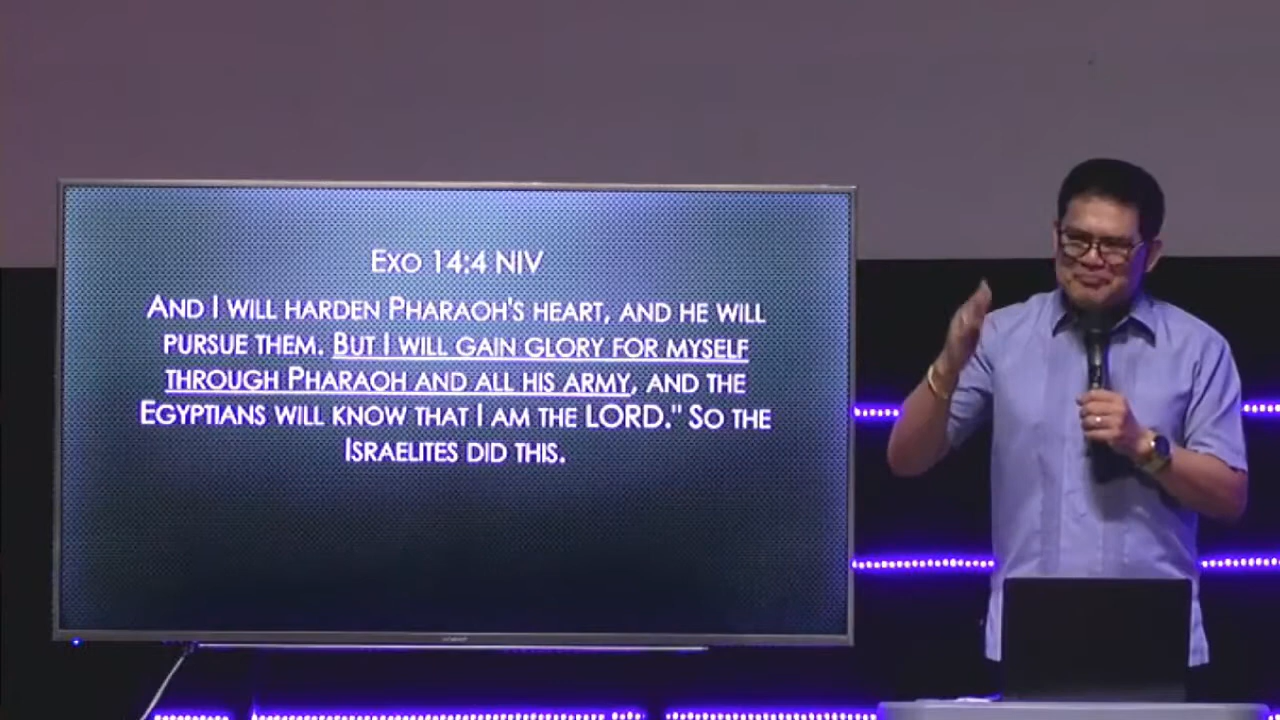 Exo 14:4 NIV
And I will harden Pharaoh's heart, and he will
pursue them. But I will gain glory for myself
through Pharaoh and all his army, and the
Egyptians will know that I am the LORD." So the
Israelites did this.